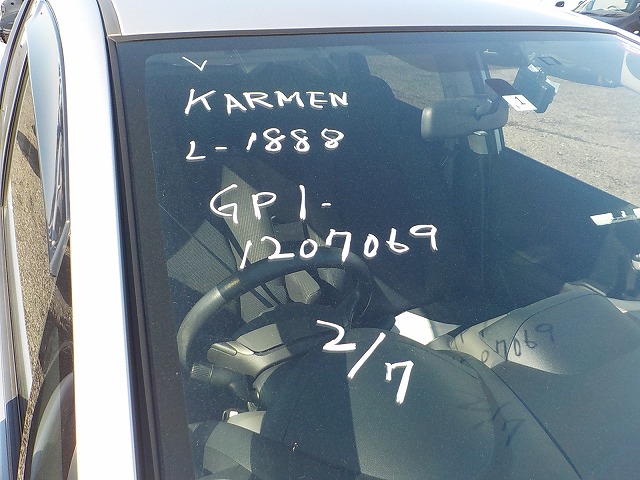 V
KARMEN
L-1888
GP1-
1207069
2/7